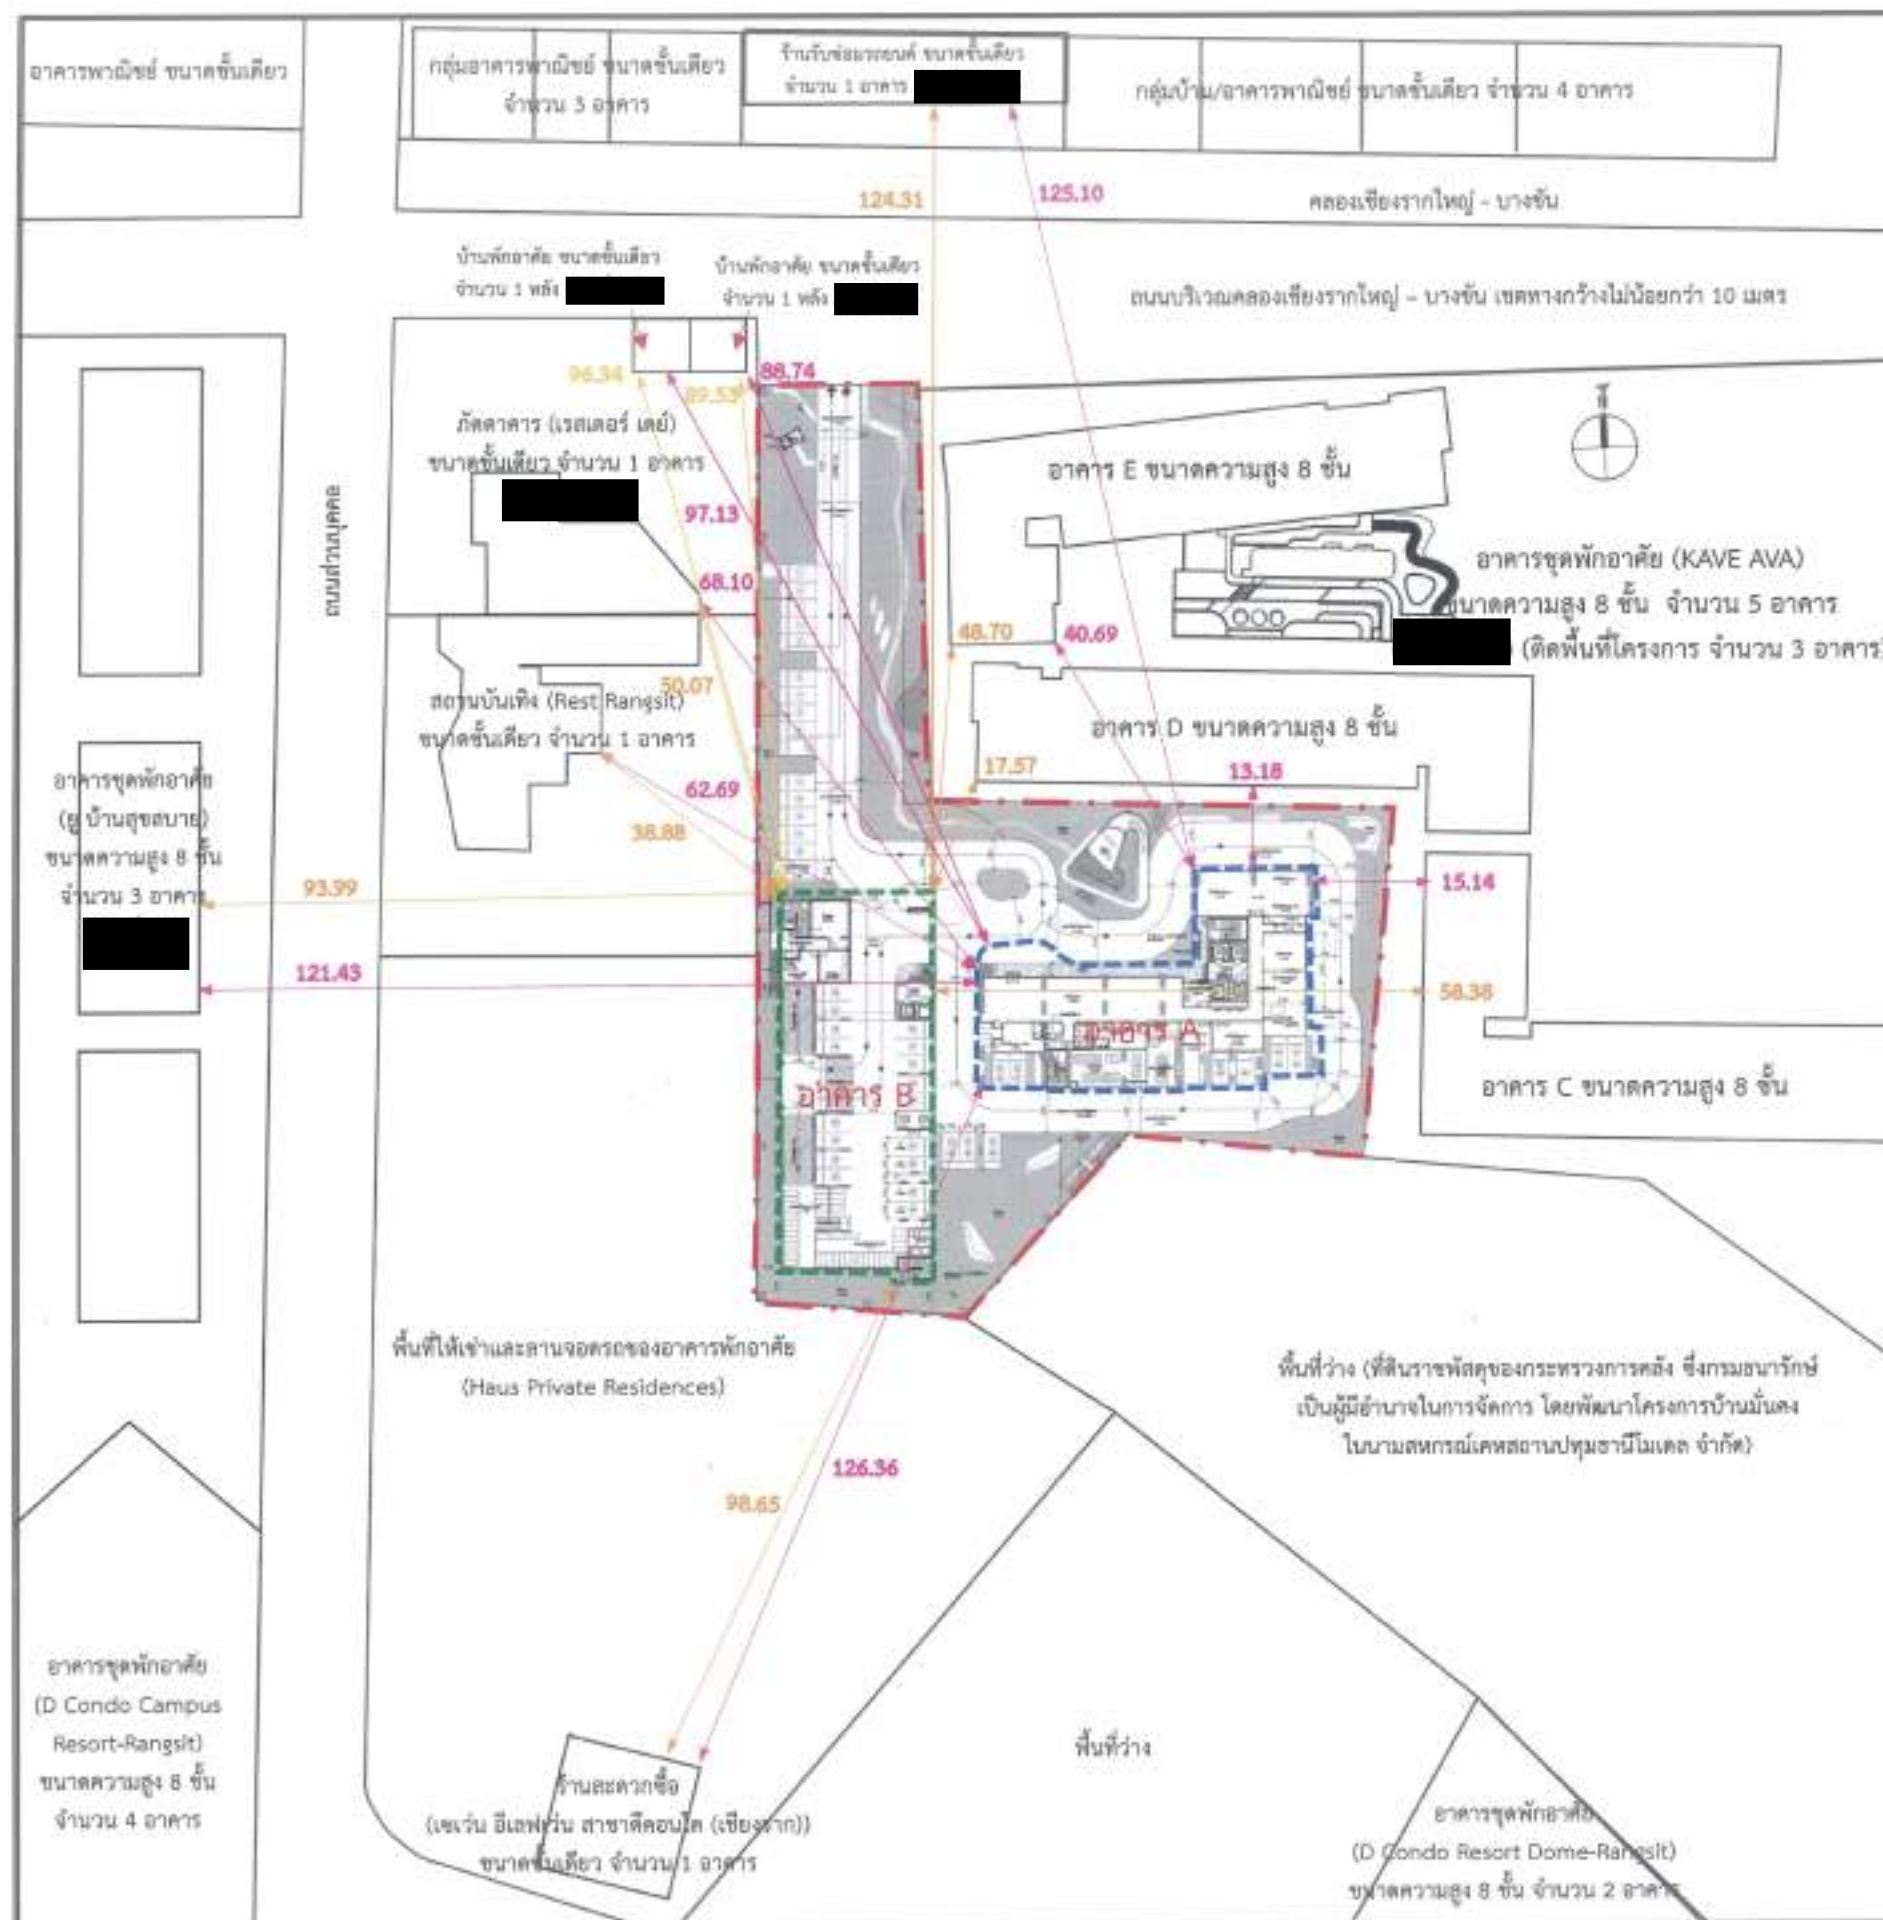 อาคารพาณิชย์ ขนาดชั้นเดียว
กลุ่มอาคารพาณิชย์ ขนาดชั้นเดียว
จำนวน 3 อาคาร
ร้านรับซ่อมรถยนต์ ขนาดชั้นเดียว
จำนวน 1 อาคาร
กลุ่มบ้าน/อาคารพาณิชย์ ขนาดชั้นเดียว จำนวน 4 อาคาร
124.31
125.10
คลองเชียงรากใหญ่ - บางขัน
บ้านพักอาศัย ขนาดชั้นเดียว
จำนวน 1 หลัง
บ้านพักอาศัย ขนาดชั้นเดียว
จำนวน 1 หลัง
ถนนบริเวณคลองเชียงรากใหญ่ – บางขัน เขตทางกว้างไม่น้อยกว่า 10 เมตร
96.34
89.53
88.74
ภัตตาคาร (เรสเตอร์ เดย์)
ขนาดชั้นเดียว จำนวน 1 อาคาร
ถนนส่วนบุคคล
97.13
68.10
อาคาร E ขนาดความสูง 8 ชั้น
อาคารชุดพักอาศัย (KAVE AVA)
ขนาดความสูง 8 ชั้น จำนวน 5 อาคาร
(ติดพื้นที่โครงการ จำนวน 3 อาคาร)
48.70
40.69
50.07
สถานบันเทิง (Rest Rangsit)
ขนาดชั้นเดียว จำนวน 1 อาคาร
อาคาร D ขนาดความสูง 8 ชั้น
17.57
13.18
62.69
38.88
อาคารชุดพักอาศัย
(ยู บ้านสุขสบาย)
ขนาดความสูง 8 ชั้น
จำนวน 3 อาคาร
93.99
15.14
121.43
58.38
อาคาร A
อาคาร B
อาคาร C ขนาดความสูง 8 ชั้น
พื้นที่ให้เช่าและลานจอดรถของอาคารพักอาศัย
(Haus Private Residences)
พื้นที่ว่าง (ที่ดินราชพัสดุของกระทรวงการคลัง ซึ่งกรมธนารักษ์
เป็นผู้มีอำนาจในการจัดการ โดยพัฒนาโครงการบ้านมั่นคง
ในนามสหกรณ์เคหสถานปทุมธานีโมเดล จำกัด)
126.36
98.65
อาคารชุดพักอาศัย
(D Condo Campus
Resort-Rangsit)
ขนาดความสูง 8 ชั้น
จำนวน 4 อาคาร
พื้นที่ว่าง
ร้านสะดวกซื้อ
(เซเว่น อีเลฟเว่น สาขาดีคอนโด (เชียงราก))
ขนาดชั้นเดียว จำนวน 1 อาคาร
อาคารชุดพักอาศัย
(D Condo Resort Dome-Rangsit)
ขนาดความสูง 8 ชั้น จำนวน 2 อาคาร